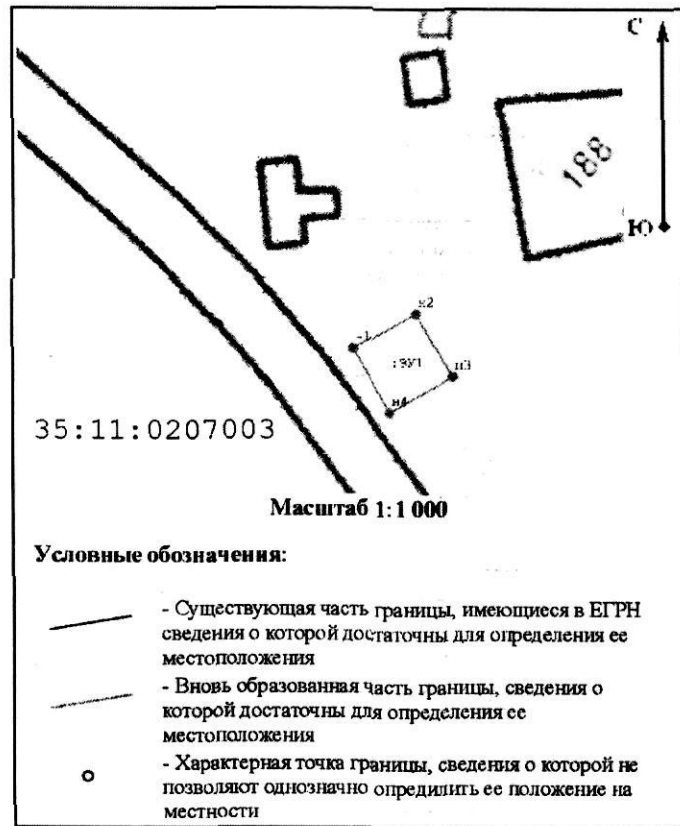 С
188
Ю
н2
н3
:ЗУ1
н4
35:11:0207003
Масштаб 1:1 000
Условные обозначения:
- Существующая часть границы, имеющиеся в ЕГРН
сведения о которой достаточны для определения ее
местоположения
- Вновь образованная часть границы, сведения о
которой достаточны для определения ее
местоположения
- Характерная точка границы, сведения о которой не
позволяют однозначно опредилить ее положение на
местности